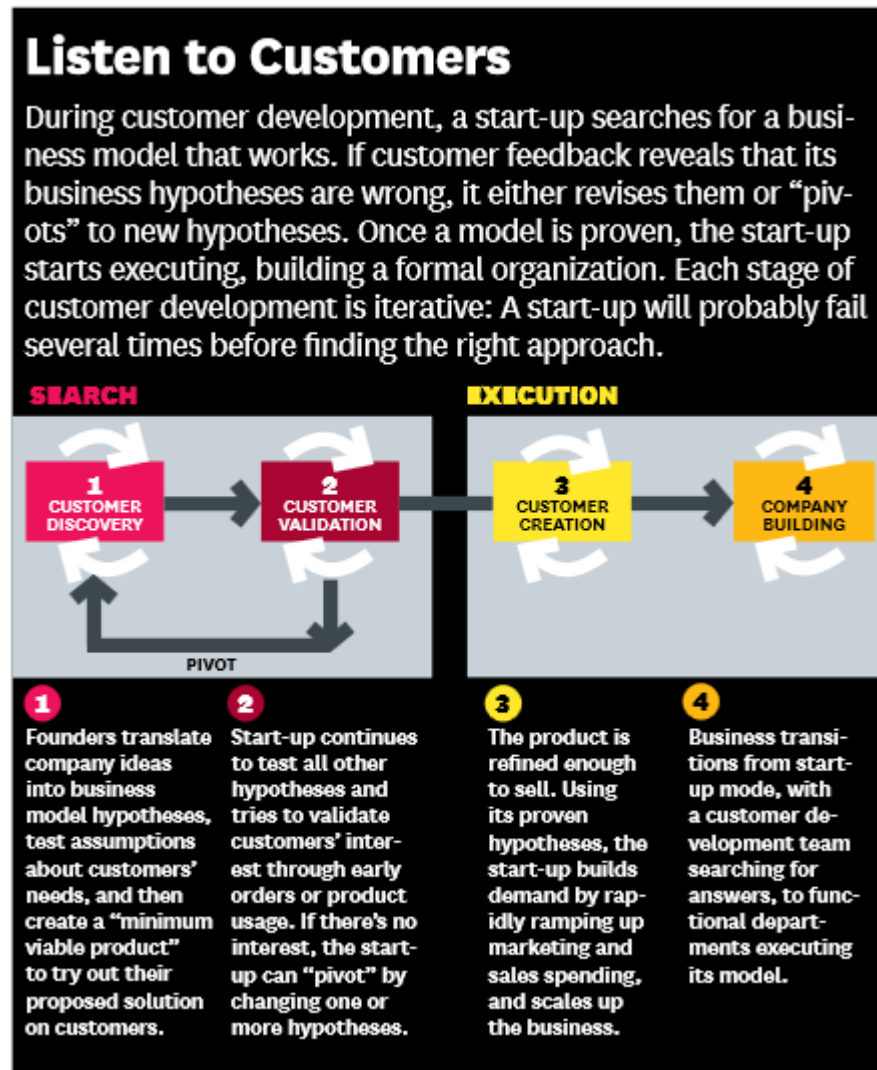 Listen to Customers
During customer development, a start-up searches for a busi-
ness model that works. If customer feedback reveals that its
business hypotheses are wrong, it either revises them or “piv-
ots” to new hypotheses. Once a model is proven, the start-up
starts executing, building a formal organization. Each stage of
customer development is iterative: A start-up will probably fail
several times before finding the right approach.
SEARCH
EXECUTION
1
CUSTOMER
DISCOVERY
2
CUSTOMER
VALIDATION
3
CUSTOMER
CREATION
4
COMPANY
BUILDING
PIVOT
1
Founders translate
company ideas
into business
model hypotheses,
test assumptions
about customers’
needs, and then
create a “minimum
viable product”
to try out their
proposed solution
on customers.
2
Start-up continues
to test all other
hypotheses and
tries to validate
customers’ inter-
est through early
orders or product
usage. If there’s no
interest, the start-
up can “pivot” by
changing one or
more hypotheses.
3
The product is
refined enough
to sell. Using
its proven
hypotheses, the
start-up builds
demand by rap-
idly ramping up
marketing and
sales spending,
and scales up
the business.
4
Business transi-
tions from start-
up mode, with
a customer de-
velopment team
searching for
answers, to func-
tional depart-
ments executing
its model.